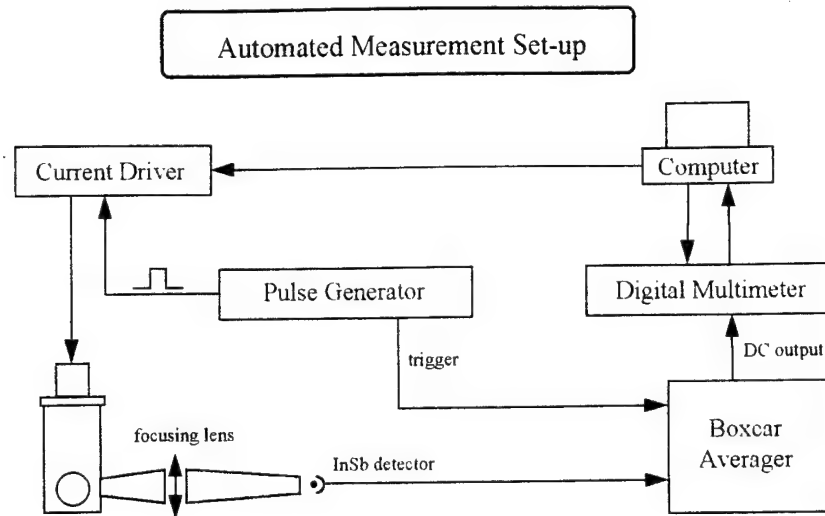 Automated Measurement Set-up
Current Driver
Computer
Pulse Generator
Digital Multimeter
trigger
DC output
focusing lens
InSb detector
Boxcar
Averager